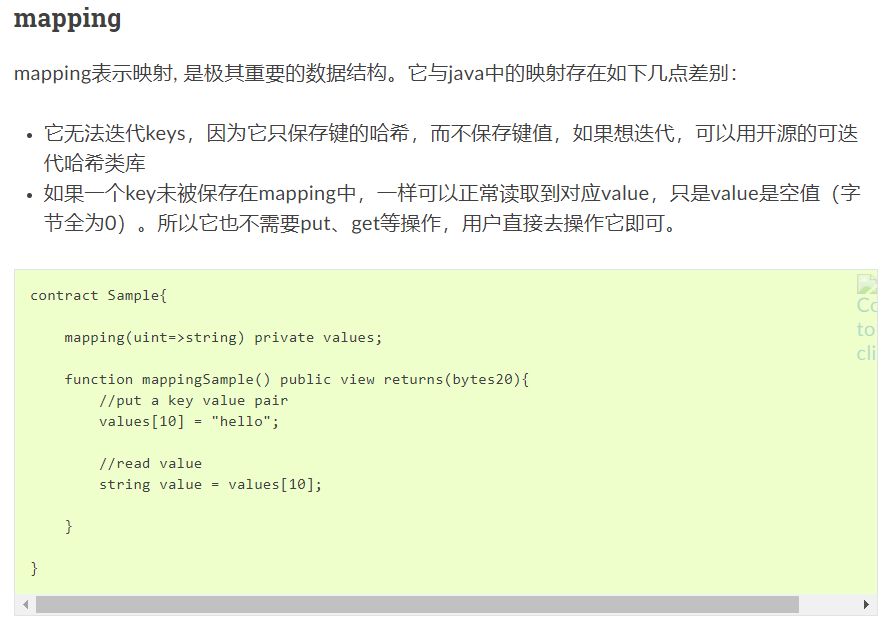 mapping
mapping表示映射, 是极其重要的数据结构。它与java中的映射存在如下几点差别：
• 它无法迭代keys，因为它只保存键的哈希，而不保存键值，如果想迭代，可以用开源的可迭
代哈希类库
• 如果一个key未被保存在mapping中，一样可以正常读取到对应value，只是value是空值（字
节全为0）。所以它也不需要put、get等操作，用户直接去操作它即可。
contract Sample{
mapping(uint=>string) private values;
function mappingSample() public view returns(bytes20){
//put a key value pair
values[10] = "hello";
//read value
string value = values[10];
}
}
Co
to
cli